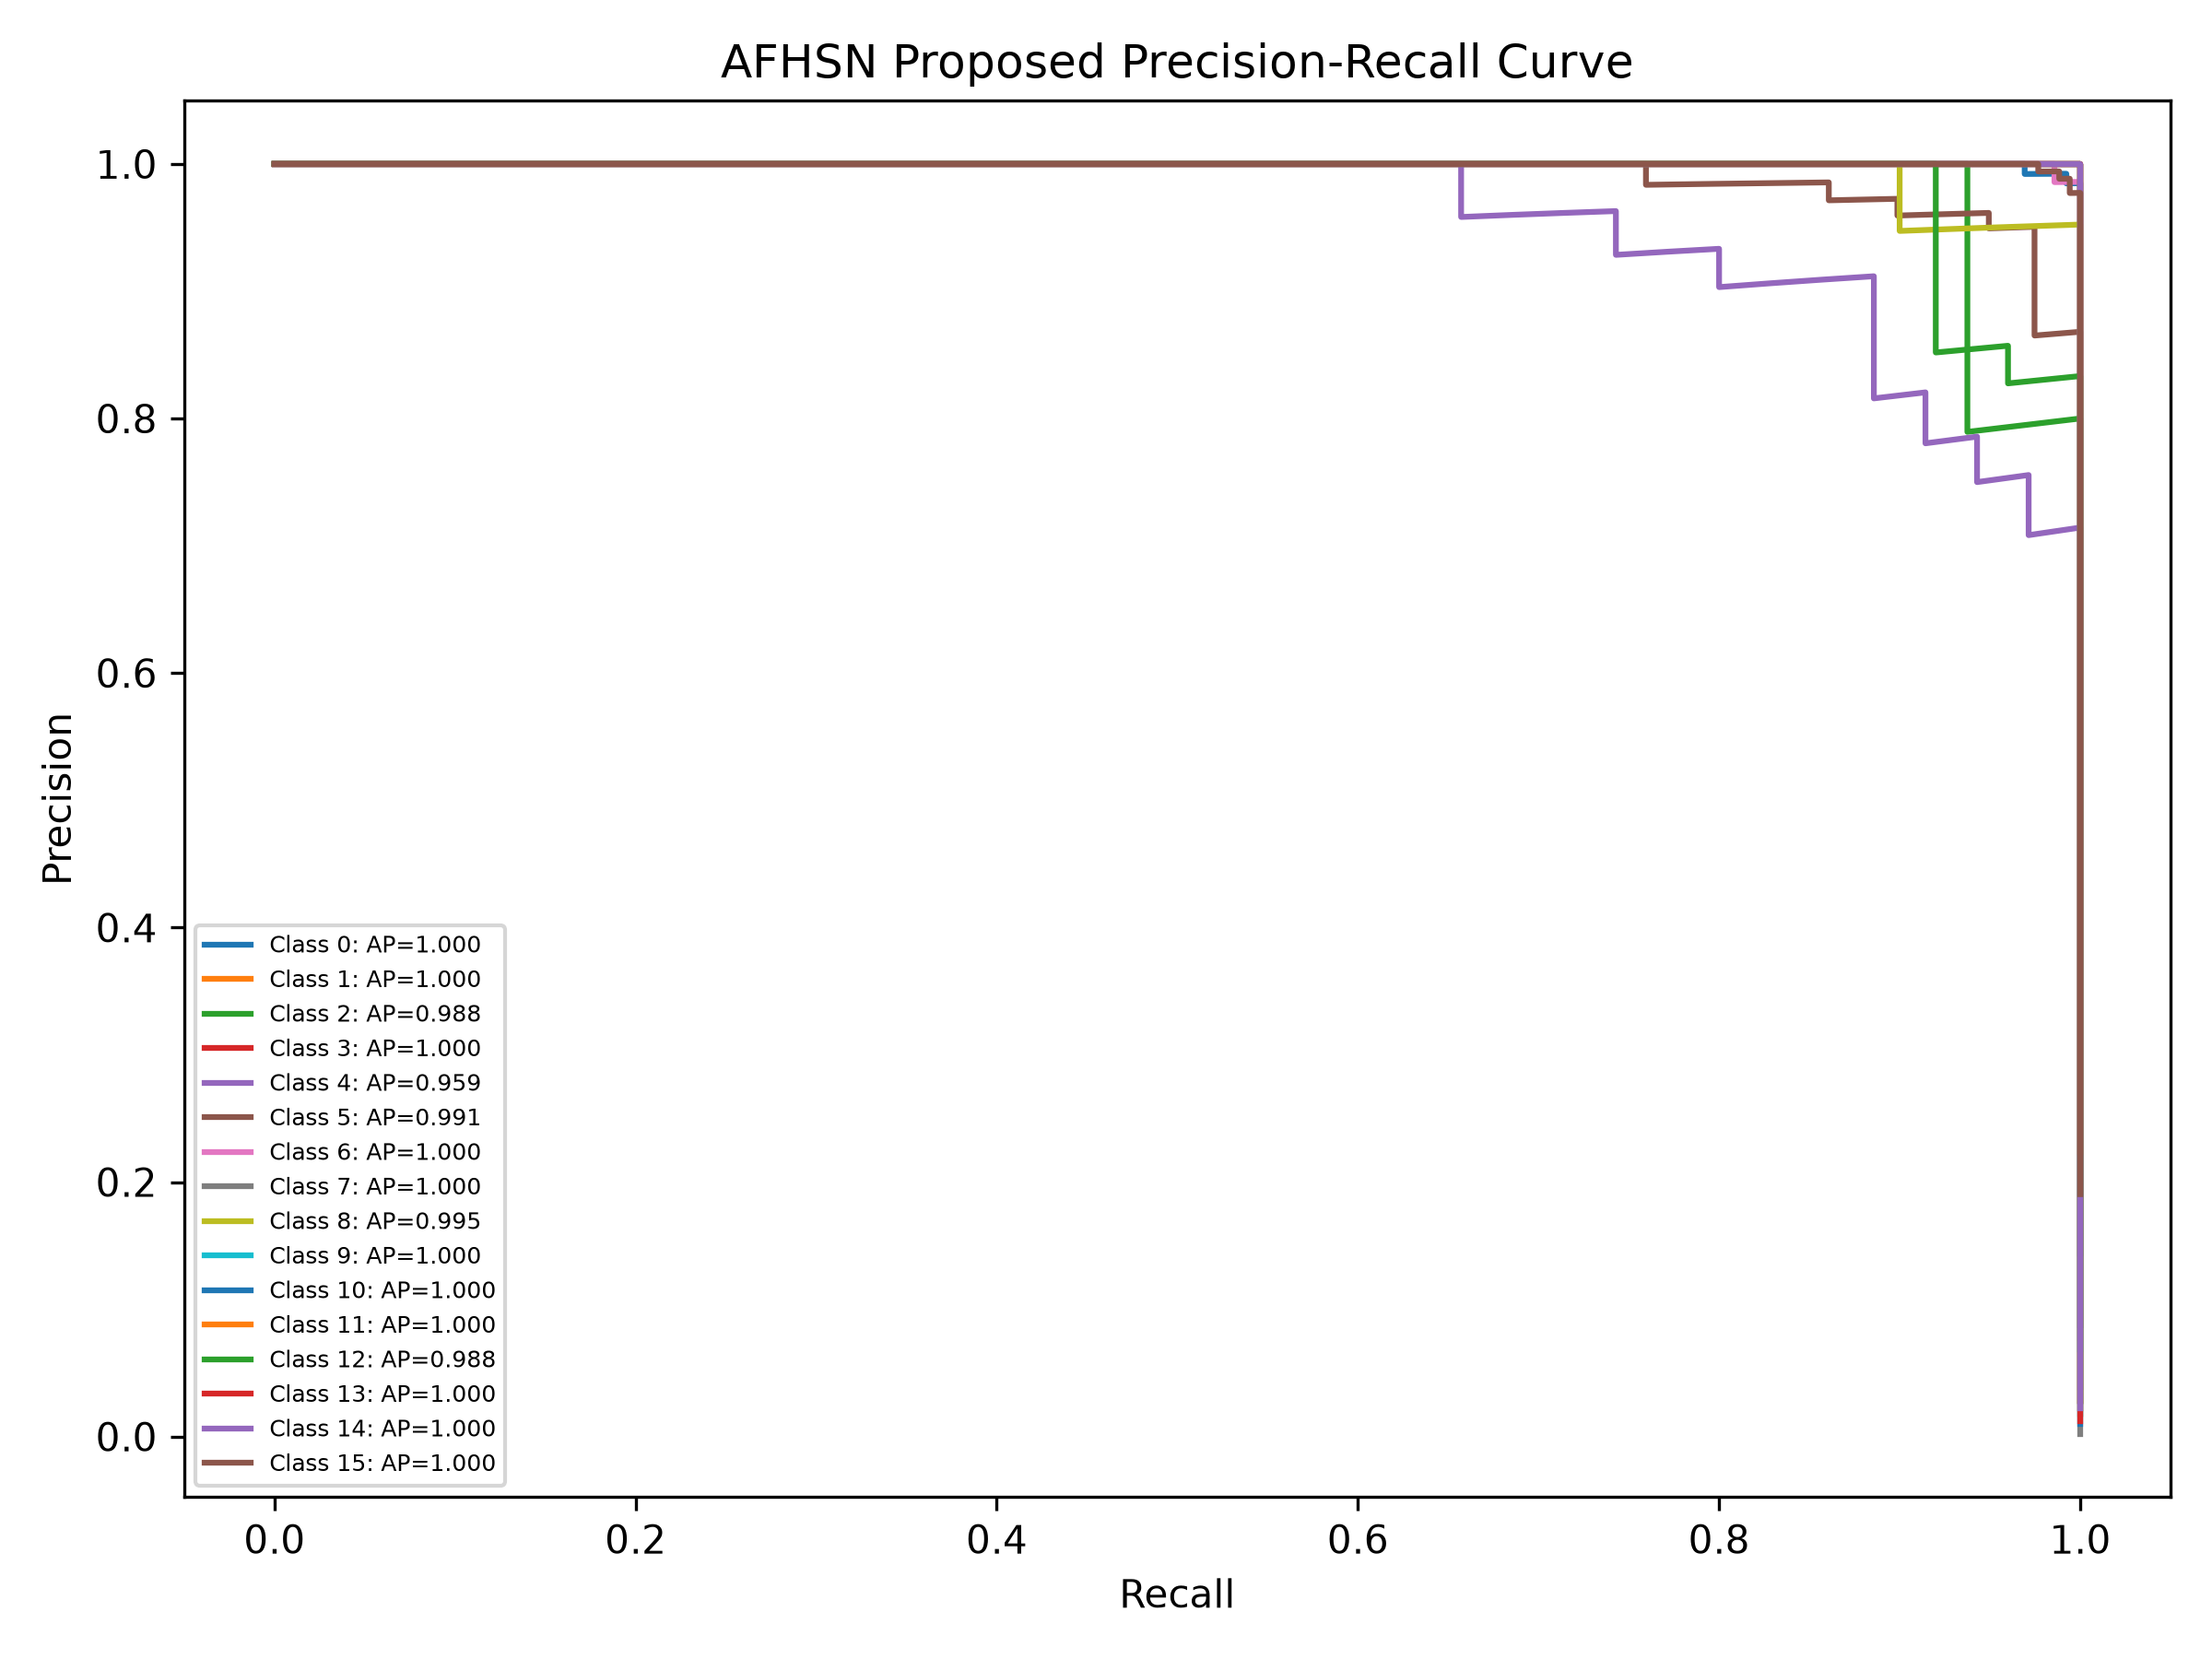 AFHSN Proposed Precision-Recall Curve
1.0
0.8
0.6
0.4
0.2
0.0
Precision
Class 0: AP=1.000
Class 1: AP=1.000
Class 2: AP=0.988
Class 3: AP=1.000
Class 4: AP=0.959
Class 5: AP=0.991
Class 6: AP=1.000
Class 7: AP=1.000
Class 8: AP=0.995
Class 9: AP=1.000
Class 10: AP=1.000
Class 11: AP=1.000
Class 12: AP=0.988
Class 13: AP=1.000
Class 14: AP=1.000
Class 15: AP=1.000
0.0 0.2 0.4 0.6 0.8 1.0
Recall